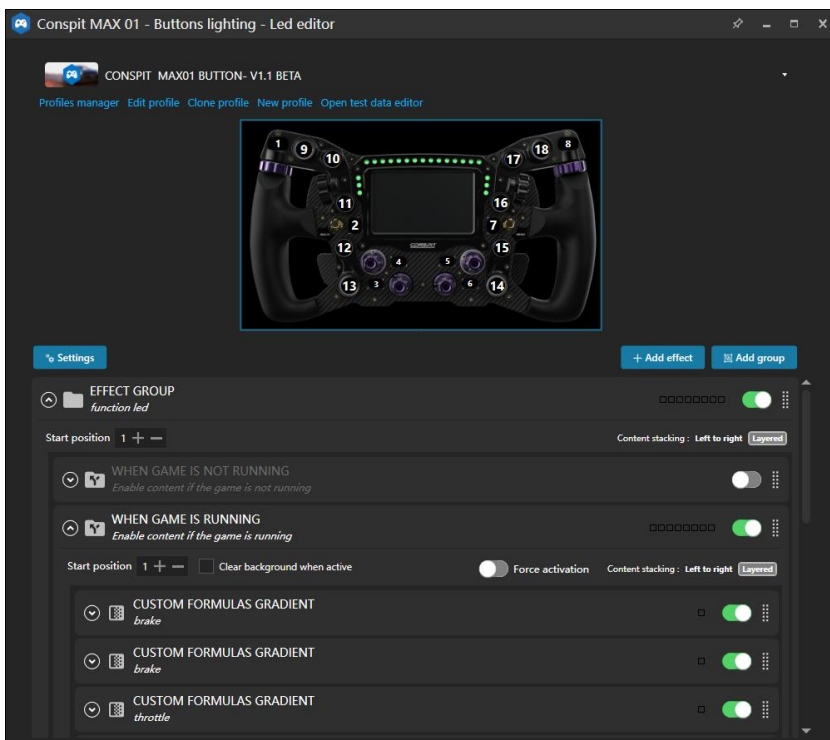 Conspit MAX 01 - Buttons lighting - Led editor
CONSPIT MAX01 BUTTON- V1.1 BETA
Profiles manager Edit profile Clone profile New profile Open test data editor
1 9 10 17 18 8
11 16
2 7
12 CONSPIT 15
4 5
13 3 6 14
Settings + Add effect Add group
EFFECT GROUP
function led
Start position 1 + − Content stacking : Left to right Layered
WHEN GAME IS NOT RUNNING
Enable content if the game is not running
WHEN GAME IS RUNNING
Enable content if the game is running
Start position 1 + − Clear background when active Force activation Content stacking : Left to right Layered
CUSTOM FORMULAS GRADIENT
brake
CUSTOM FORMULAS GRADIENT
brake
CUSTOM FORMULAS GRADIENT
throttle